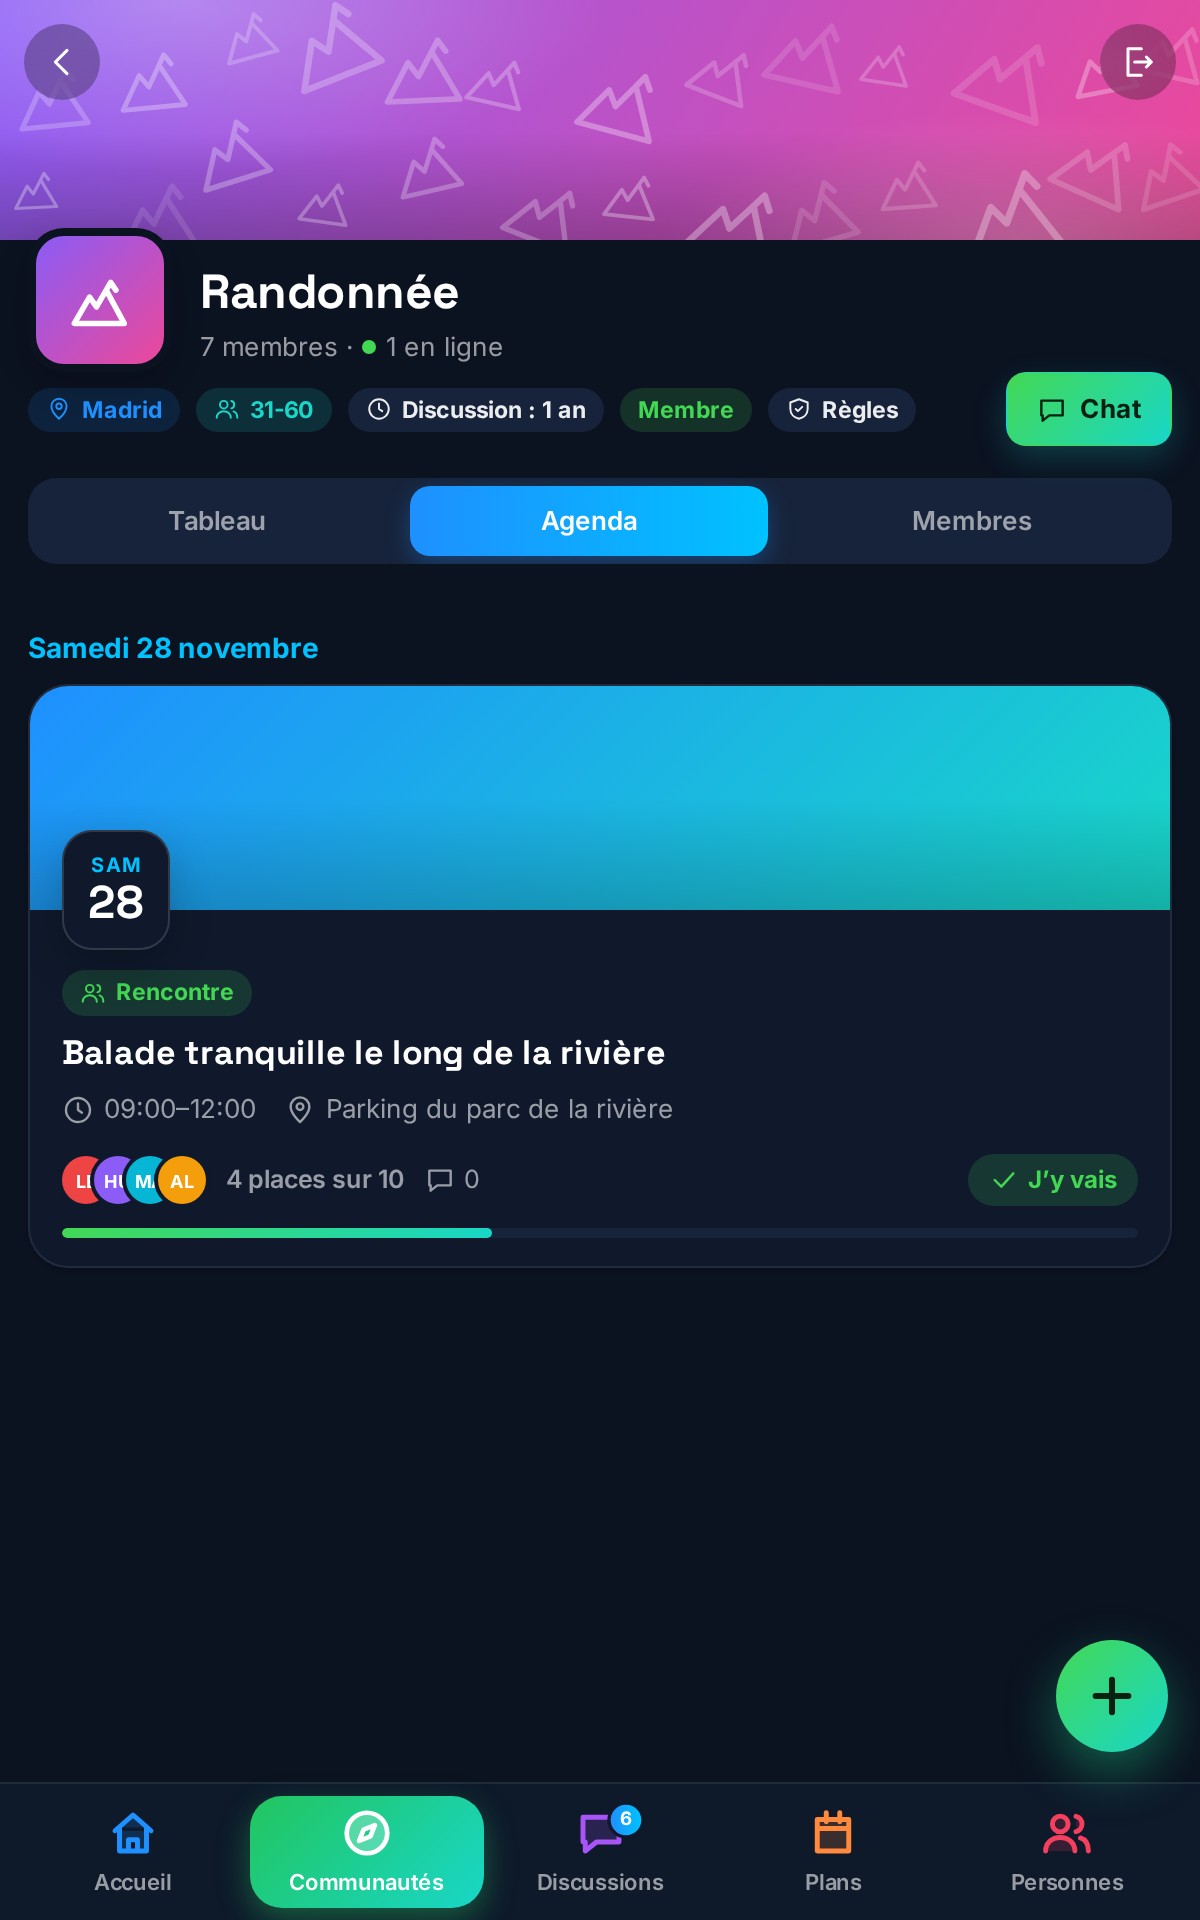 Randonnée
7 membres · 1 en ligne
Madrid 31-60 Discussion : 1 an Membre Règles Chat
Tableau Agenda Membres
Samedi 28 novembre
SAM
28
Rencontre
Balade tranquille le long de la rivière
09:00–12:00 Parking du parc de la rivière
AL 4 places sur 10 0 J’y vais
6
Accueil Communautés Discussions Plans Personnes